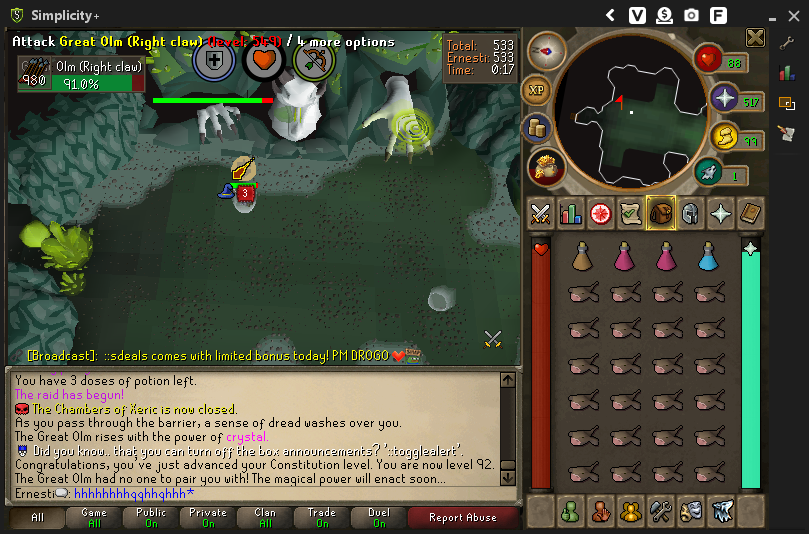 Simplicity+
Attack Great Olm (Right claw) (level: 549) / 4 more options
Olm (Right claw)
980
91.0%
Total: 533
Ernesti: 533
Time: 0:17
3
XP
88
517
99
1
[Broadcast]: ::sdeals comes with limited bonus today! PM DROGO
You have 3 doses of potion left.
The raid has begun!
The Chambers of Xeric is now closed.
As you pass through the barrier, a sense of dread washes over you.
The Great Olm rises with the power of crystal.
Did you know.. that you can turn off the box announcements? '::togglealert'.
Congratulations, you've just advanced your Constitution level. You are now level 92.
The Great Olm had no one to pair you with! The magical power will enact soon...
Ernesti: hhhhhhhhqqhhqhhh*
All
Game
All
Public
On
Private
On
Clan
All
Trade
On
Duel
On
Report Abuse